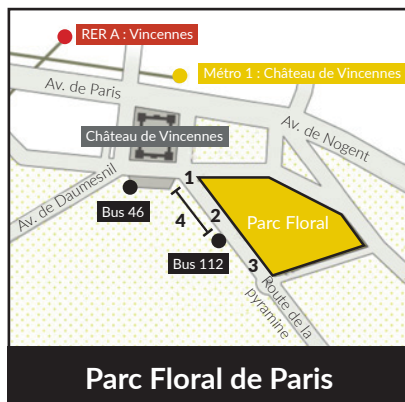 RER A : Vincennes
Métro 1 : Château de Vincennes
Av. de Paris
Av. de Nogent
Château de Vincennes
Av. de Daumesnil
1
Bus 46
4
2
Parc Floral
Bus 112
3
Route de la
pyramine
Parc Floral de Paris